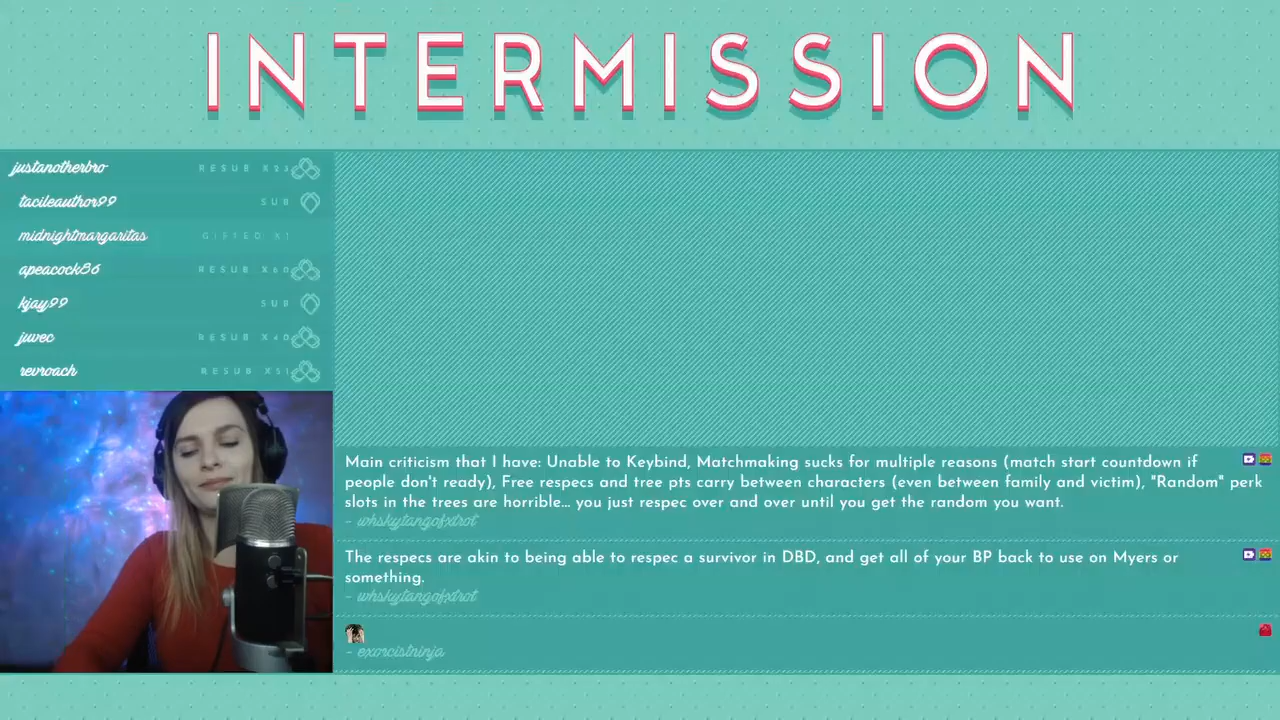 INTERMISSION
justanotherbro RESUB X23
tacileauthor99 SUB
midnightmargaritas GIFTED X1
apeacock86 RESUB X60
kjay99 SUB
juwec RESUB X40
revroach RESUB X51
Main criticism that I have: Unable to Keybind, Matchmaking sucks for multiple reasons (match start countdown if
people don't ready), Free respecs and tree pts carry between characters (even between family and victim), "Random" perk
slots in the trees are horrible... you just respec over and over until you get the random you want.
- whskytangofxtrot
The respecs are akin to being able to respec a survivor in DBD, and get all of your BP back to use on Myers or
something.
- whskytangofxtrot
- exorcistninja